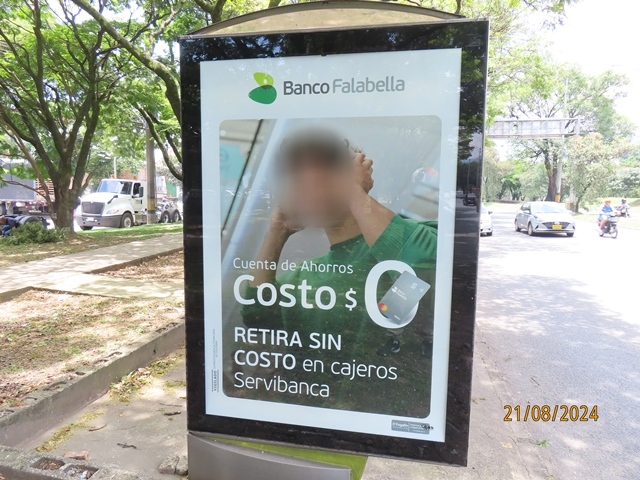 Banco Falabella
Cuenta de Ahorros
Costo $0
RETIRA SIN
COSTO en cajeros
Servibanca
21/08/2024